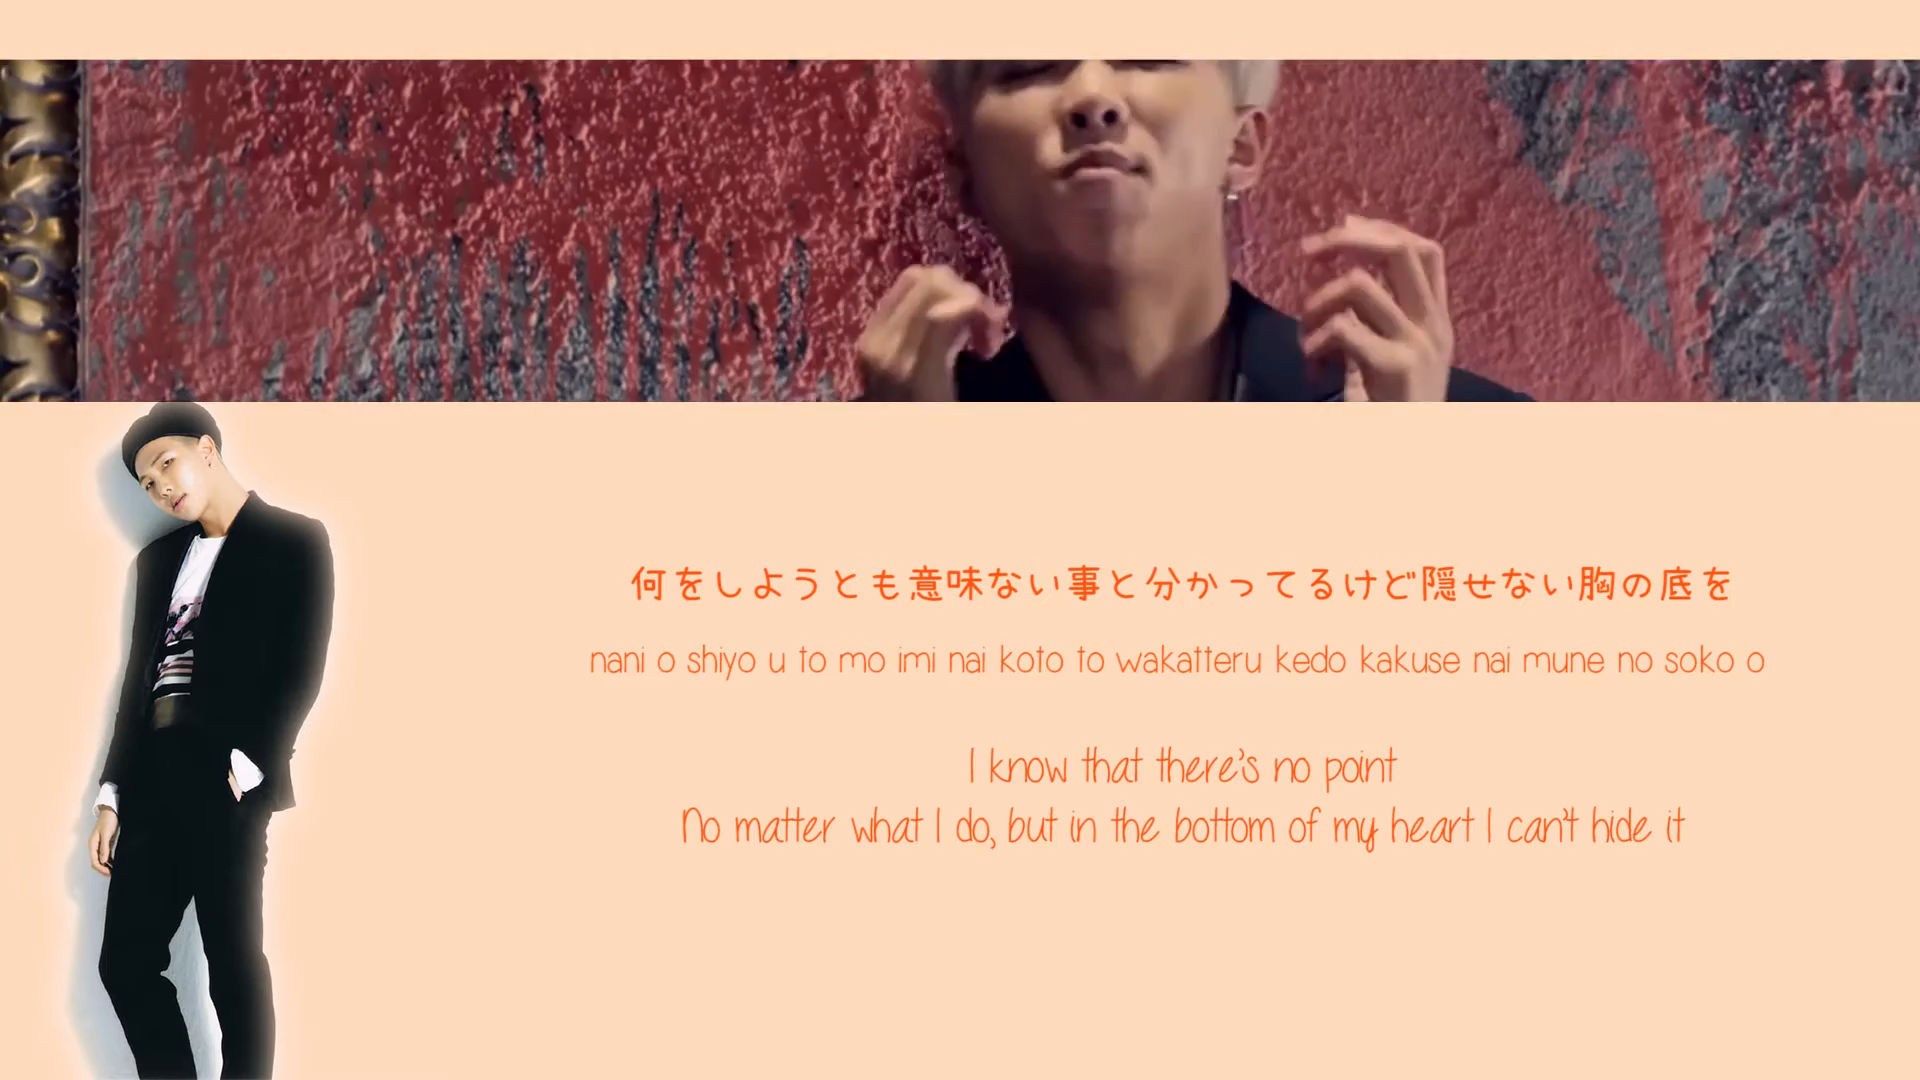 何をしようとも意味ない事と分かってるけど隠せない胸の底を
nani o shiyo u to mo imi nai koto to wakatteru kedo kakuse nai mune no soko o
I know that there's no point
No matter what I do, but in the bottom of my heart I can't hide it